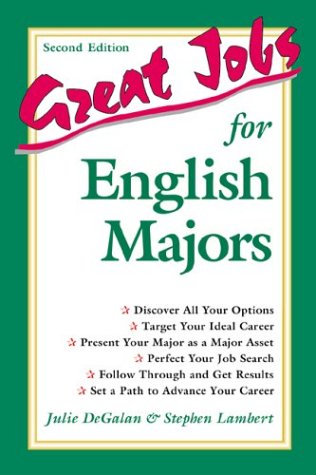 Second Edition
Great Jobs
for
English
Majors
✰ Discover All Your Options
✰ Target Your Ideal Career
✰ Present Your Major as a Major Asset
✰ Perfect Your Job Search
✰ Follow Through and Get Results
✰ Set a Path to Advance Your Career
Julie DeGalan & Stephen Lambert